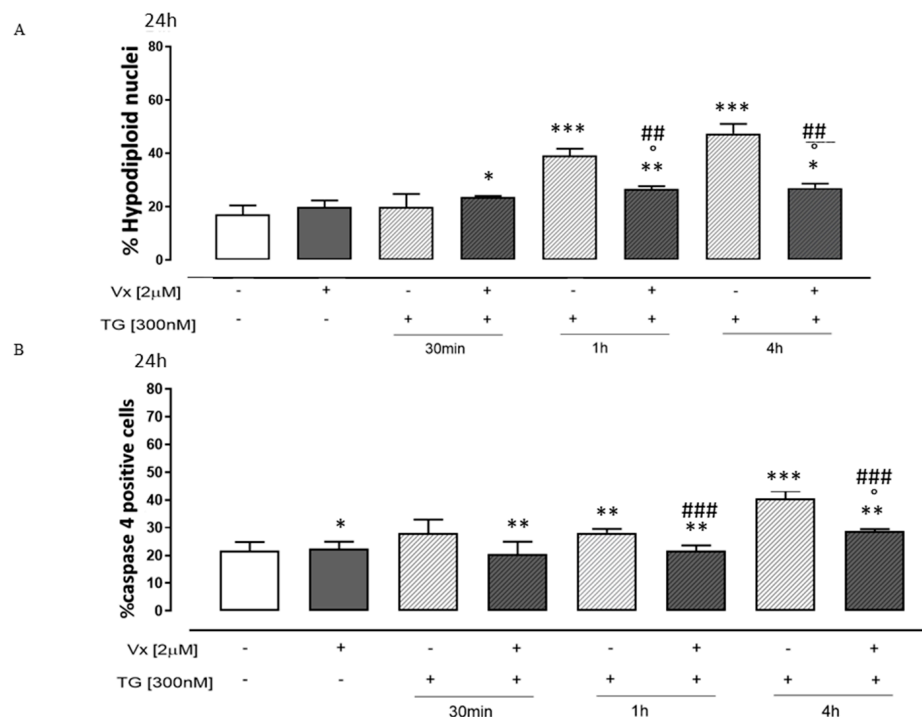 A
24h
% Hypodiploid nuclei
80
60
40
20
0
*
***
##
°
**
***
##
°
*
Vx [2µM] - + - + - + - +
TG [300nM] - - + + + + + +
30min 1h 4h
B
24h
%caspase 4 positive cells
80
70
60
50
40
30
20
10
0
*
**
**
###
**
***
###
°
**
Vx [2µM] - + - + - + - +
TG [300nM] - - + + + + + +
30min 1h 4h